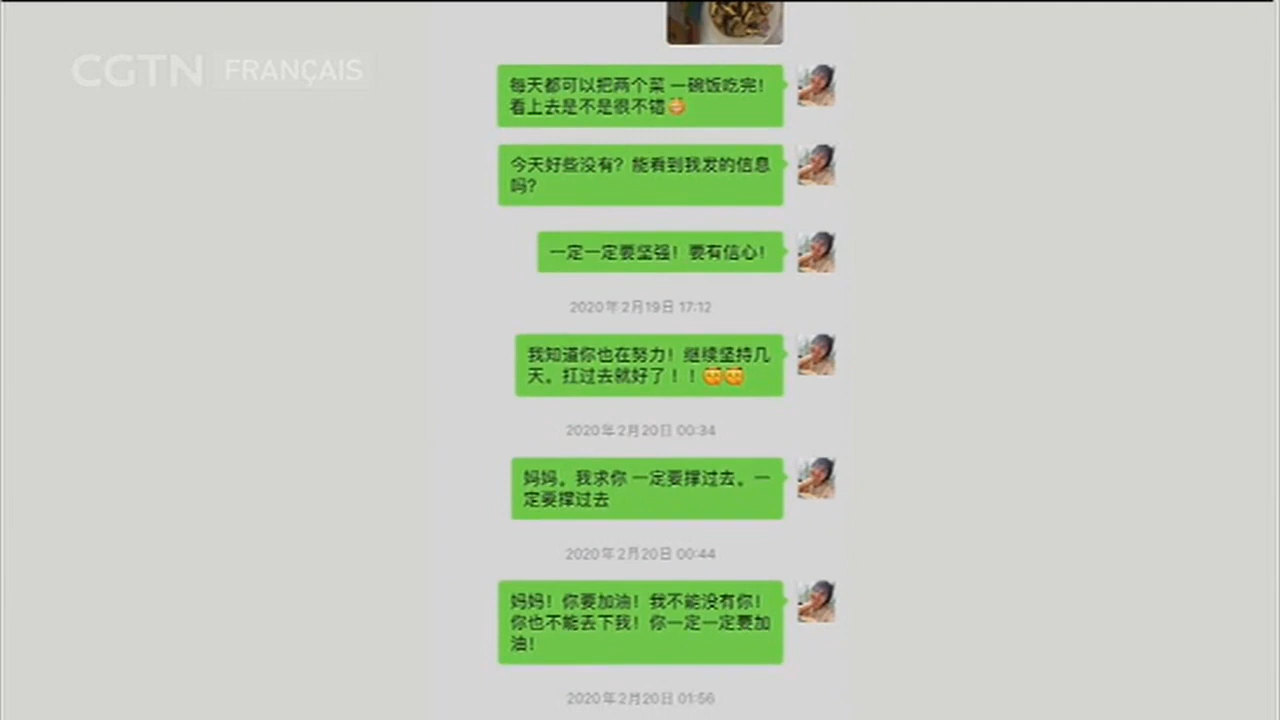 CGTN FRANÇAIS
每天都可以把两个菜 一碗饭吃完!
看上去是不是很不错
今天好些没有? 能看到我发的信息
吗?
一定一定要坚强! 要有信心!
2020年2月19日 17:12
我知道你也在努力! 继续坚持几
天。扛过去就好了!!
2020年2月20日 00:34
妈妈。我求你 一定要撑过去。一
定要撑过去
2020年2月20日 00:44
妈妈! 你要加油! 我不能没有你!
你也不能丢下我! 你一定一定要加
油!
2020年2月20日 01:56